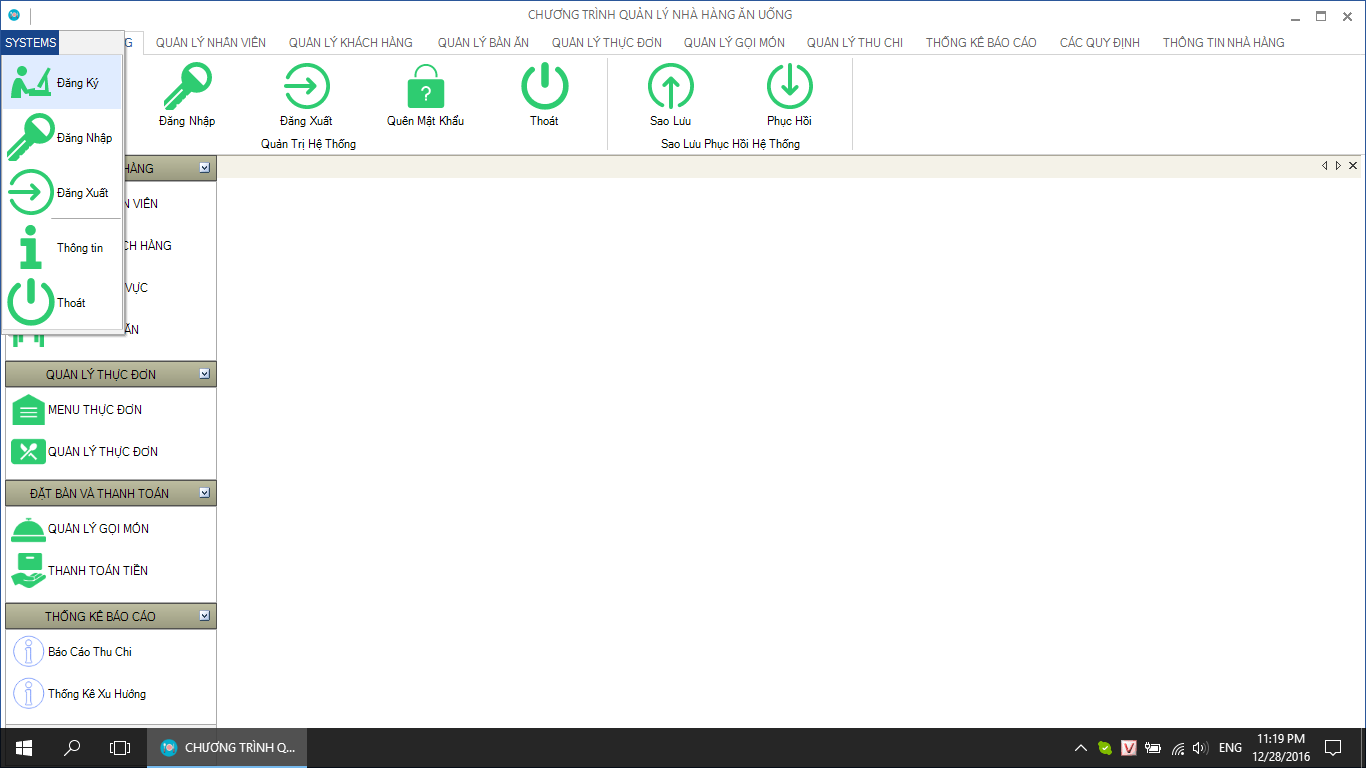 CHƯƠNG TRÌNH QUẢN LÝ NHÀ HÀNG ĂN UỐNG
SYSTEMS
G
QUẢN LÝ NHÂN VIÊN
QUẢN LÝ KHÁCH HÀNG
QUẢN LÝ BÀN ĂN
QUẢN LÝ THỰC ĐƠN
QUẢN LÝ GỌI MÓN
QUẢN LÝ THU CHI
THỐNG KÊ BÁO CÁO
CÁC QUY ĐỊNH
THÔNG TIN NHÀ HÀNG
Đăng Ký
Đăng Nhập
Đăng Xuất
Thông tin
Thoát
Đăng Nhập
Đăng Xuất
Quên Mật Khẩu
?
Thoát
Sao Lưu
Phục Hồi
Quản Trị Hệ Thống
Sao Lưu Phục Hồi Hệ Thống
HÀNG
N VIÊN
CH HÀNG
VỰC
ĂN
QUẢN LÝ THỰC ĐƠN
MENU THỰC ĐƠN
QUẢN LÝ THỰC ĐƠN
ĐẶT BÀN VÀ THANH TOÁN
QUẢN LÝ GỌI MÓN
THANH TOÁN TIỀN
THỐNG KÊ BÁO CÁO
Báo Cáo Thu Chi
Thống Kê Xu Hướng
CHƯƠNG TRÌNH Q...
V
ENG
11:19 PM
12/28/2016